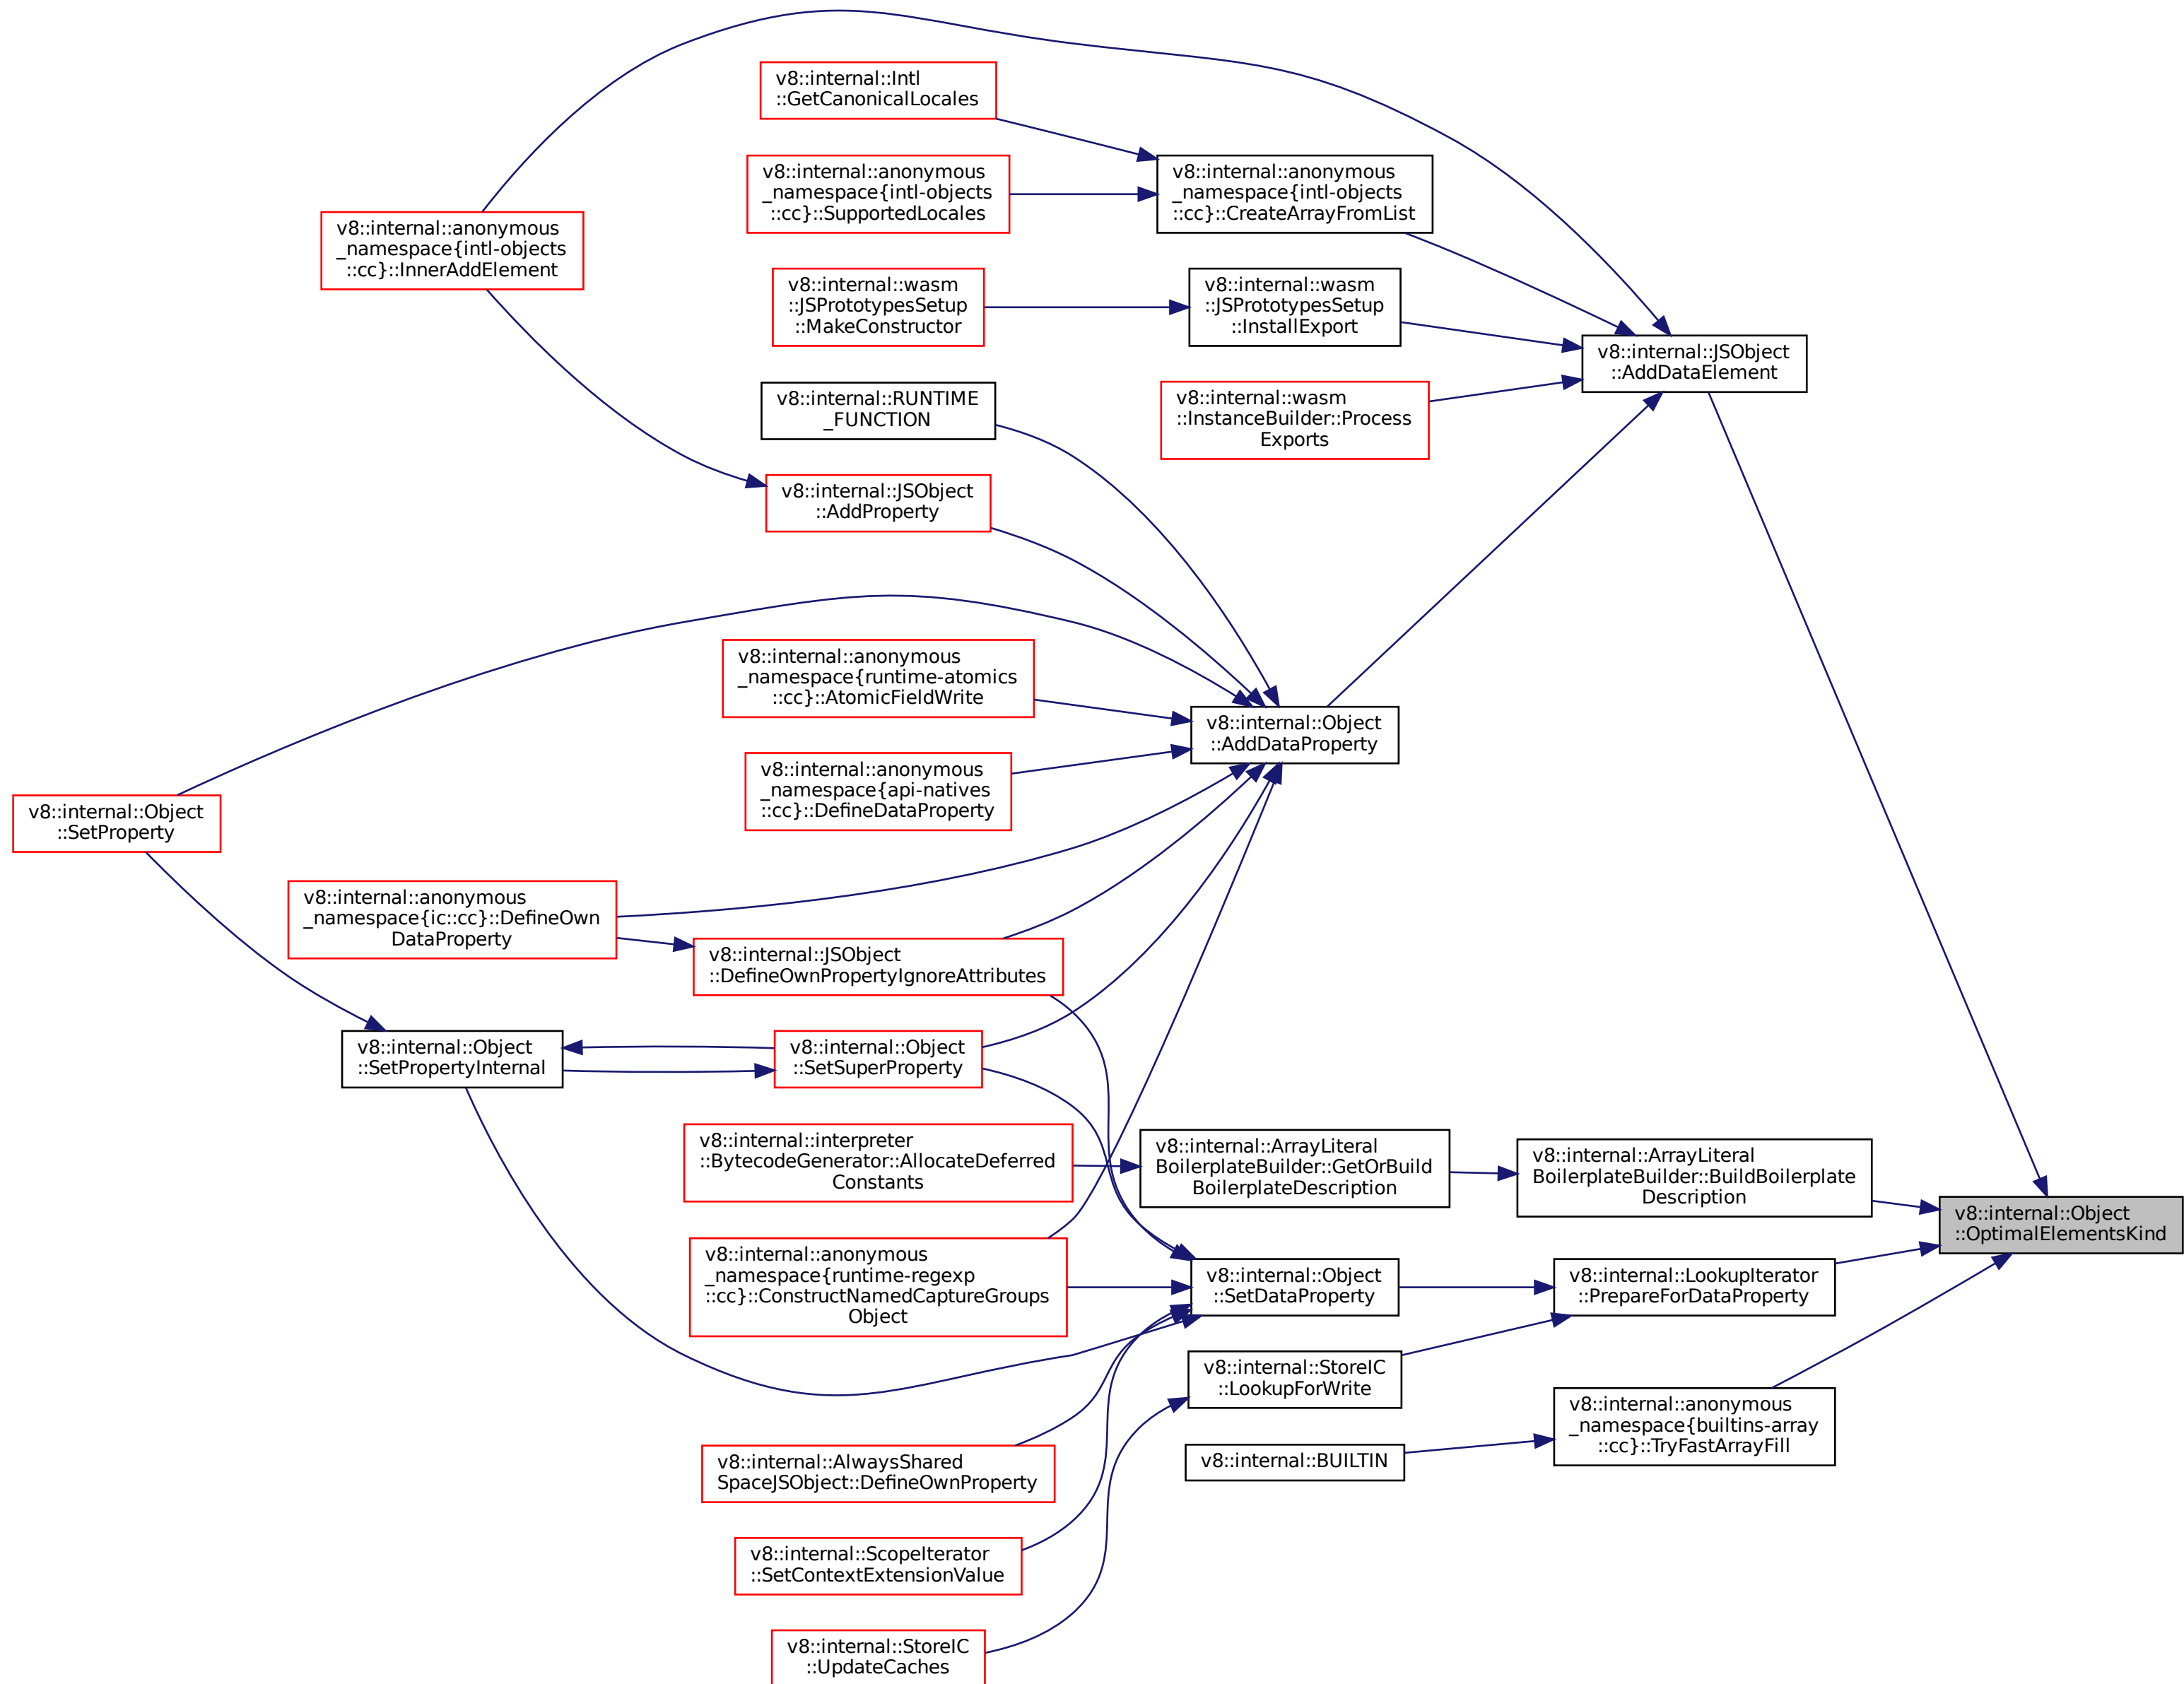 v8::internal::Intl
::GetCanonicalLocales
v8::internal::anonymous
_namespace{intl-objects
::cc}::SupportedLocales
v8::internal::anonymous
_namespace{intl-objects
::cc}::CreateArrayFromList
v8::internal::anonymous
_namespace{intl-objects
::cc}::InnerAddElement
v8::internal::wasm
::JSPrototypesSetup
::MakeConstructor
v8::internal::wasm
::JSPrototypesSetup
::InstallExport
v8::internal::JSObject
::AddDataElement
v8::internal::RUNTIME
_FUNCTION
v8::internal::wasm
::InstanceBuilder::Process
Exports
v8::internal::JSObject
::AddProperty
v8::internal::anonymous
_namespace{runtime-atomics
::cc}::AtomicFieldWrite
v8::internal::Object
::AddDataProperty
v8::internal::anonymous
_namespace{api-natives
::cc}::DefineDataProperty
v8::internal::Object
::SetProperty
v8::internal::anonymous
_namespace{ic::cc}::DefineOwn
DataProperty
v8::internal::JSObject
::DefineOwnPropertyIgnoreAttributes
v8::internal::Object
::SetPropertyInternal
v8::internal::Object
::SetSuperProperty
v8::internal::interpreter
::BytecodeGenerator::AllocateDeferred
Constants
v8::internal::ArrayLiteral
BoilerplateBuilder::GetOrBuild
BoilerplateDescription
v8::internal::ArrayLiteral
BoilerplateBuilder::BuildBoilerplate
Description
v8::internal::Object
::OptimalElementsKind
v8::internal::anonymous
_namespace{runtime-regexp
::cc}::ConstructNamedCaptureGroups
Object
v8::internal::Object
::SetDataProperty
v8::internal::LookupIterator
::PrepareForDataProperty
v8::internal::StoreIC
::LookupForWrite
v8::internal::anonymous
_namespace{builtins-array
::cc}::TryFastArrayFill
v8::internal::AlwaysShared
SpaceJSObject::DefineOwnProperty
v8::internal::BUILTIN
v8::internal::ScopeIterator
::SetContextExtensionValue
v8::internal::StoreIC
::UpdateCaches